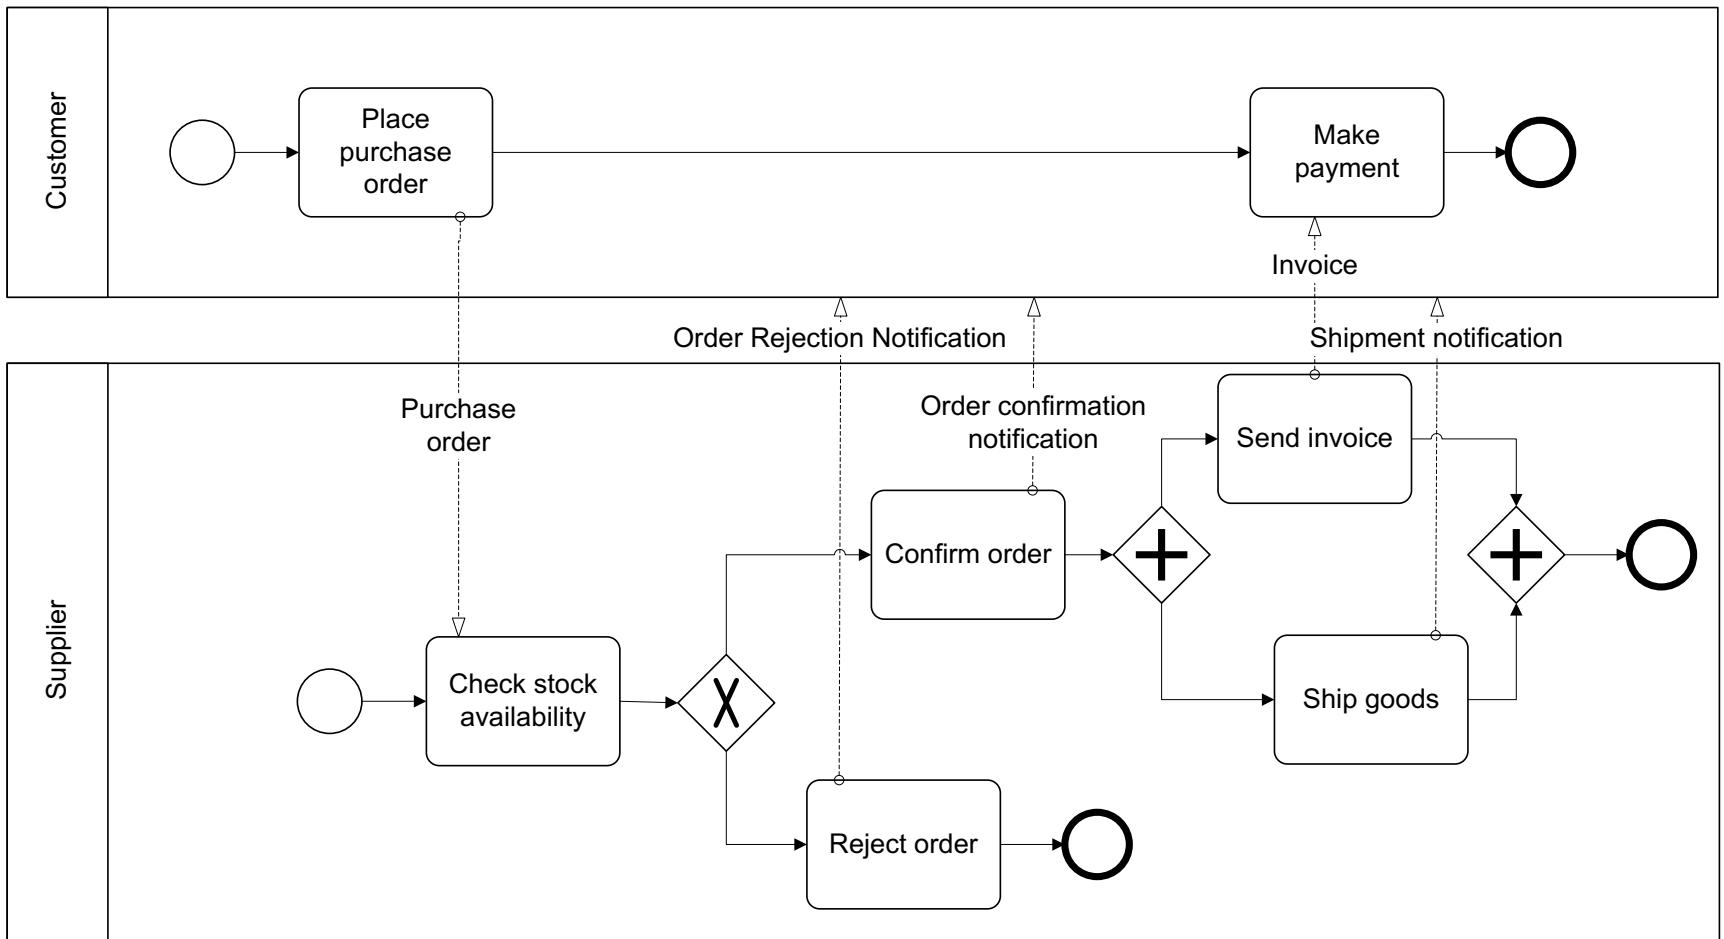 Customer
Place
purchase
order
Make
payment
Invoice
Order Rejection Notification
Shipment notification
Supplier
Purchase
order
Order confirmation
notification
Send invoice
Confirm order
Check stock
availability
X
Ship goods
Reject order